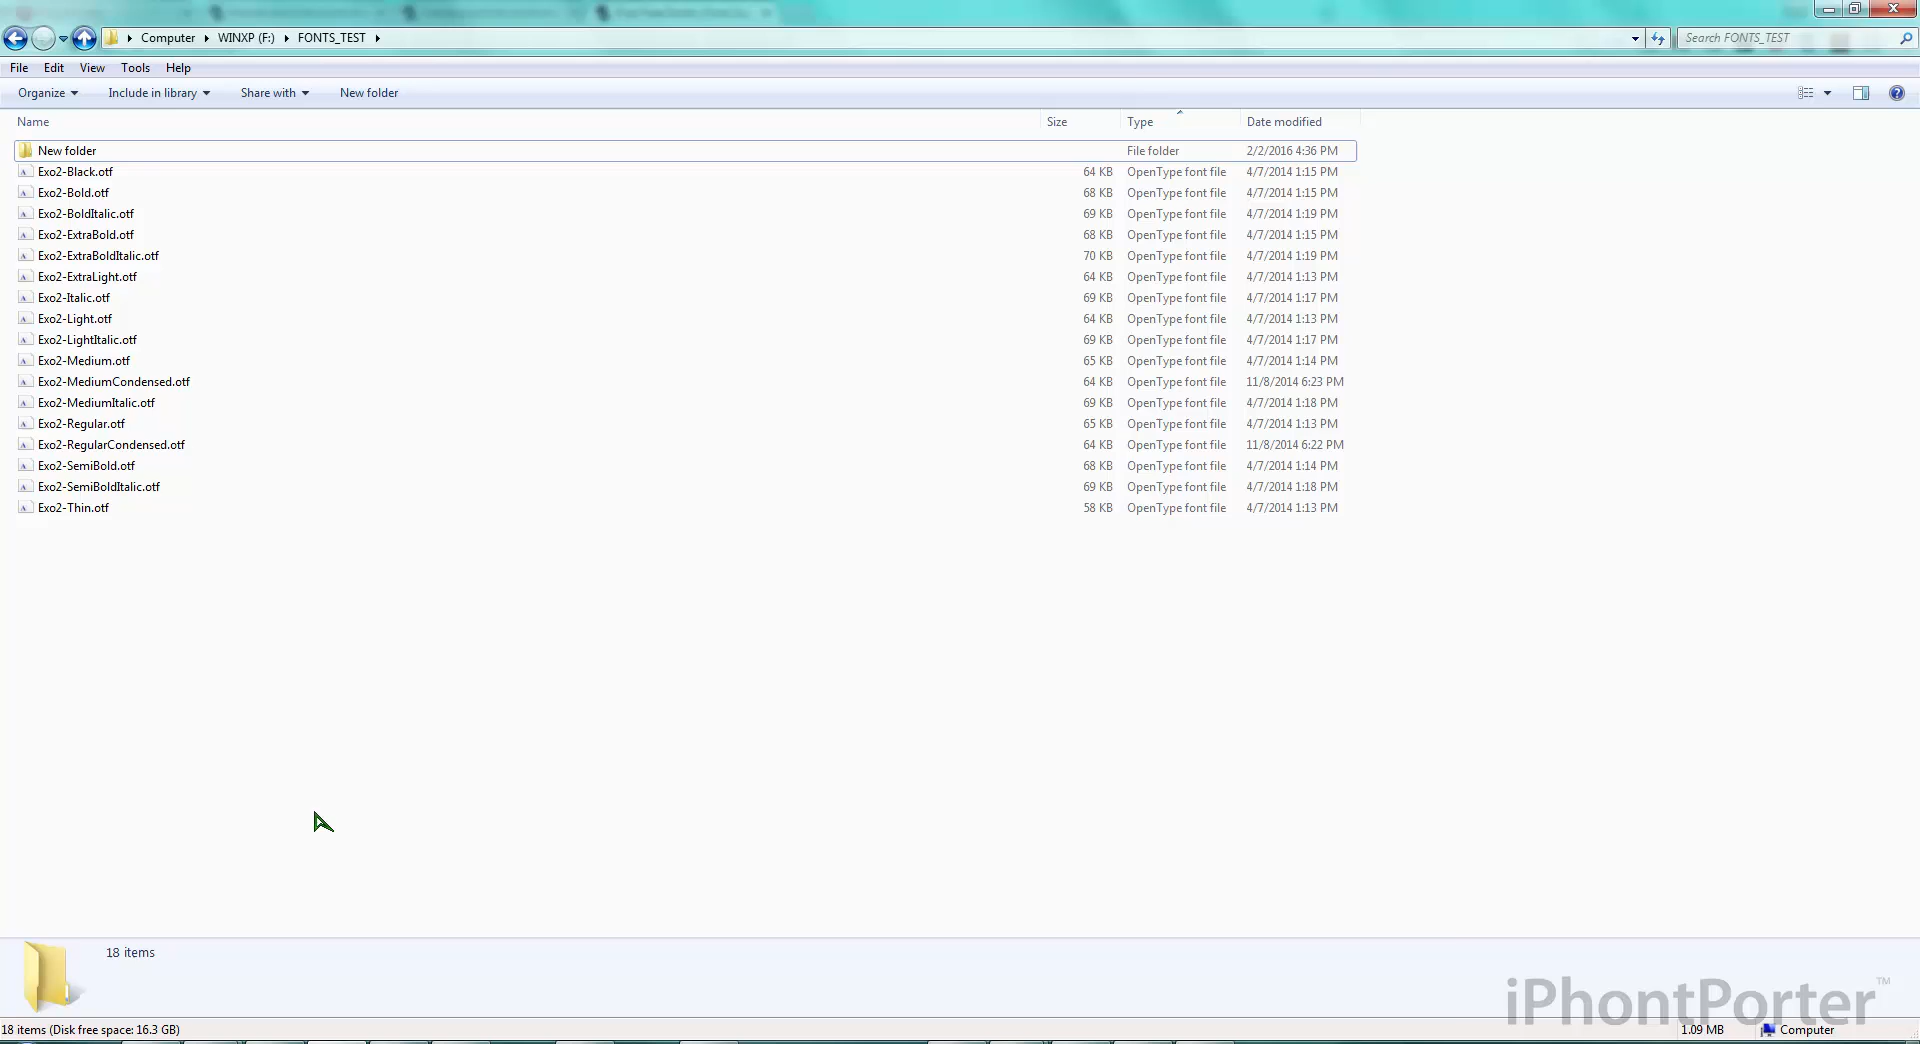 Computer WINXP (F:) FONTS_TEST Search FONTS_TEST
File Edit View Tools Help
Organize Include in library Share with New folder
Name Size Type Date modified
New folder File folder 2/2/2016 4:36 PM
Exo2-Black.otf 64 KB OpenType font file 4/7/2014 1:15 PM
Exo2-Bold.otf 68 KB OpenType font file 4/7/2014 1:15 PM
Exo2-BoldItalic.otf 69 KB OpenType font file 4/7/2014 1:19 PM
Exo2-ExtraBold.otf 68 KB OpenType font file 4/7/2014 1:15 PM
Exo2-ExtraBoldItalic.otf 70 KB OpenType font file 4/7/2014 1:19 PM
Exo2-ExtraLight.otf 64 KB OpenType font file 4/7/2014 1:13 PM
Exo2-Italic.otf 69 KB OpenType font file 4/7/2014 1:17 PM
Exo2-Light.otf 64 KB OpenType font file 4/7/2014 1:13 PM
Exo2-LightItalic.otf 69 KB OpenType font file 4/7/2014 1:17 PM
Exo2-Medium.otf 65 KB OpenType font file 4/7/2014 1:14 PM
Exo2-MediumCondensed.otf 64 KB OpenType font file 11/8/2014 6:23 PM
Exo2-MediumItalic.otf 69 KB OpenType font file 4/7/2014 1:18 PM
Exo2-Regular.otf 65 KB OpenType font file 4/7/2014 1:13 PM
Exo2-RegularCondensed.otf 64 KB OpenType font file 11/8/2014 6:22 PM
Exo2-SemiBold.otf 68 KB OpenType font file 4/7/2014 1:14 PM
Exo2-SemiBoldItalic.otf 69 KB OpenType font file 4/7/2014 1:18 PM
Exo2-Thin.otf 58 KB OpenType font file 4/7/2014 1:13 PM
18 items
iPhontPorter™
18 items (Disk free space: 16.3 GB) 1.09 MB Computer